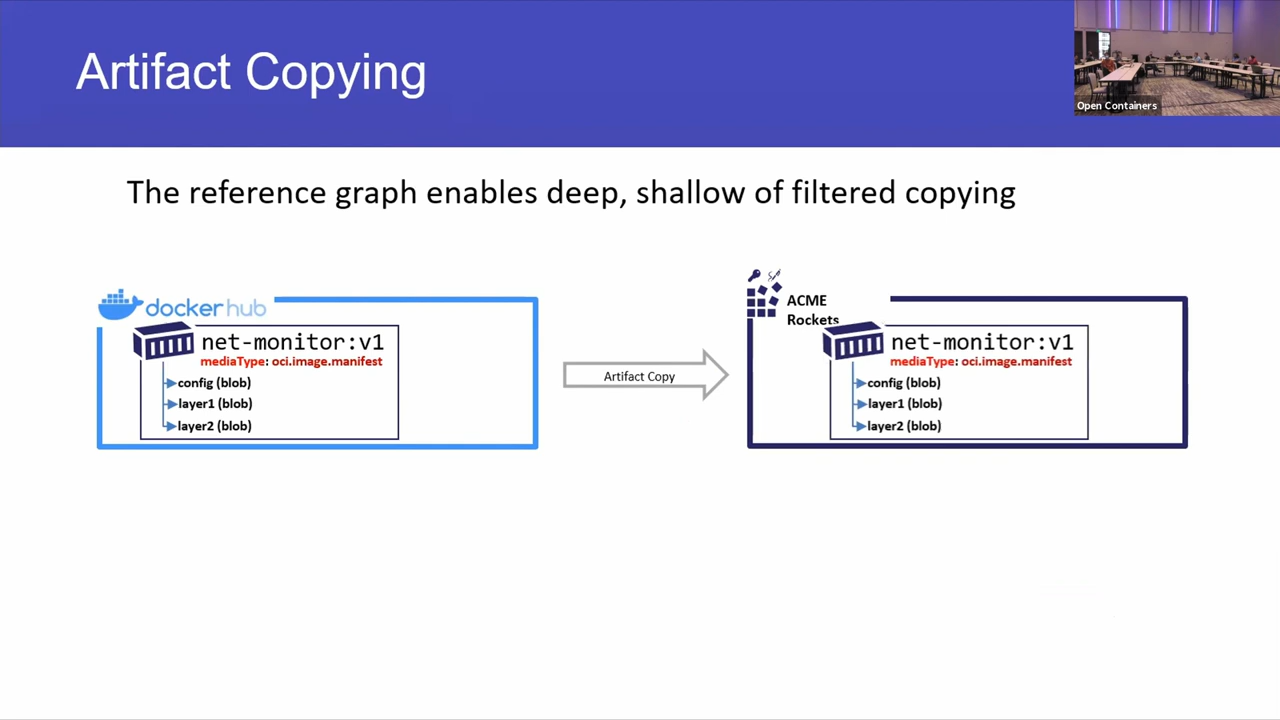 Artifact Copying
Open Containers
The reference graph enables deep, shallow of filtered copying
docker hub
net-monitor:v1
mediaType: oci.image.manifest
config (blob)
layer1 (blob)
layer2 (blob)
Artifact Copy
ACME
Rockets
net-monitor:v1
mediaType: oci.image.manifest
config (blob)
layer1 (blob)
layer2 (blob)